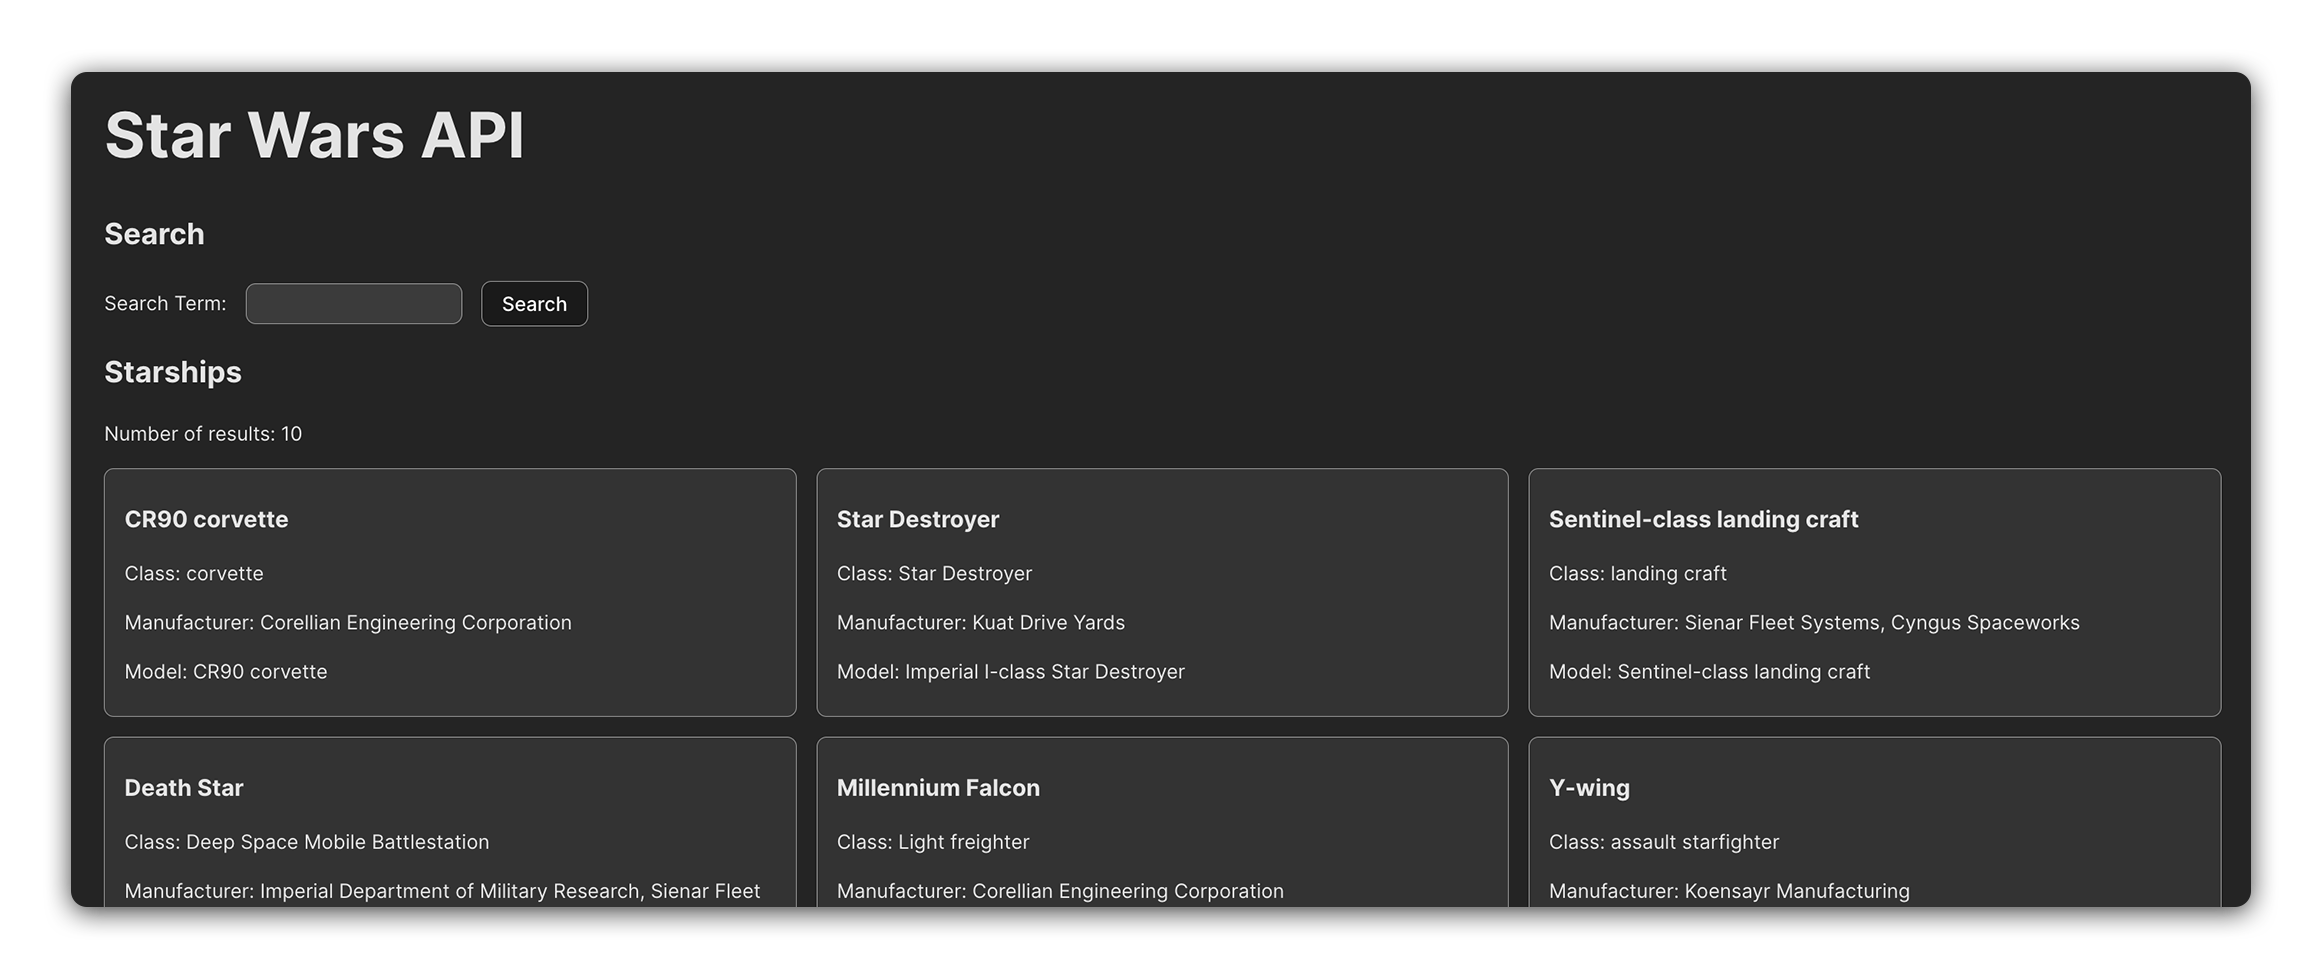 Star Wars API
Search
Search Term:
Search
Starships
Number of results: 10
CR90 corvette
Class: corvette
Manufacturer: Corellian Engineering Corporation
Model: CR90 corvette
Star Destroyer
Class: Star Destroyer
Manufacturer: Kuat Drive Yards
Model: Imperial I-class Star Destroyer
Sentinel-class landing craft
Class: landing craft
Manufacturer: Sienar Fleet Systems, Cyngus Spaceworks
Model: Sentinel-class landing craft
Death Star
Class: Deep Space Mobile Battlestation
Manufacturer: Imperial Department of Military Research, Sienar Fleet
Millennium Falcon
Class: Light freighter
Manufacturer: Corellian Engineering Corporation
Y-wing
Class: assault starfighter
Manufacturer: Koensayr Manufacturing